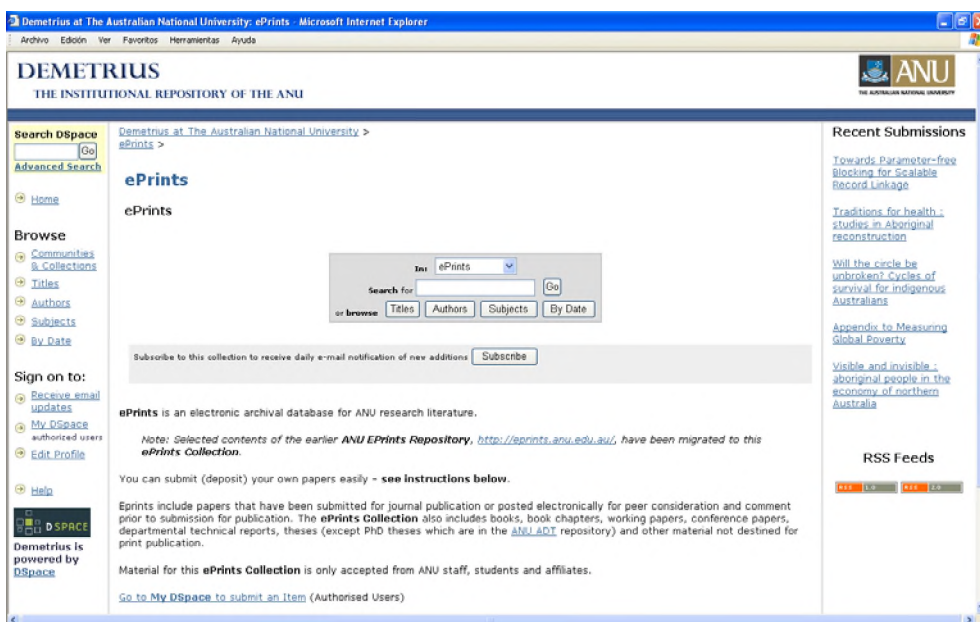 Demetrius at The Australian National University: ePrints - Microsoft Internet Explorer
Archivo Edición Ver Favoritos Herramientas Ayuda
DEMETRIUS
THE INSTITUTIONAL REPOSITORY OF THE ANU
ANU
THE AUSTRALIAN NATIONAL UNIVERSITY
Search DSpace
Go
Advanced Search
Home
Browse
Communities
& Collections
Titles
Authors
Subjects
By Date
Sign on to:
Receive email
updates
My DSpace
authorized users
Edit Profile
Help
DSPACE
Demetrius is
powered by
DSpace
Demetrius at The Australian National University >
ePrints >
ePrints
ePrints
In: ePrints
Search for Go
or browse Titles Authors Subjects By Date
Subscribe to this collection to receive daily e-mail notification of new additions Subscribe
ePrints is an electronic archival database for ANU research literature.
Note: Selected contents of the earlier ANU EPrints Repository, http://eprints.anu.edu.au/, have been migrated to this
ePrints Collection.
You can submit (deposit) your own papers easily - see instructions below.
Eprints include papers that have been submitted for journal publication or posted electronically for peer consideration and comment
prior to submission for publication. The ePrints Collection also includes books, book chapters, working papers, conference papers,
departmental technical reports, theses (except PhD theses which are in the ANU ADT repository) and other material not destined for
print publication.
Material for this ePrints Collection is only accepted from ANU staff, students and affiliates.
Go to My DSpace to submit an Item (Authorised Users)
Recent Submissions
Towards Parameter-free
Blocking for Scalable
Record Linkage
Traditions for health :
studies in Aboriginal
reconstruction
Will the circle be
unbroken? Cycles of
survival for indigenous
Australians
Appendix to Measuring
Global Poverty
Visible and invisible :
aboriginal people in the
economy of northern
Australia
RSS Feeds
RSS 1.0 RSS 2.0